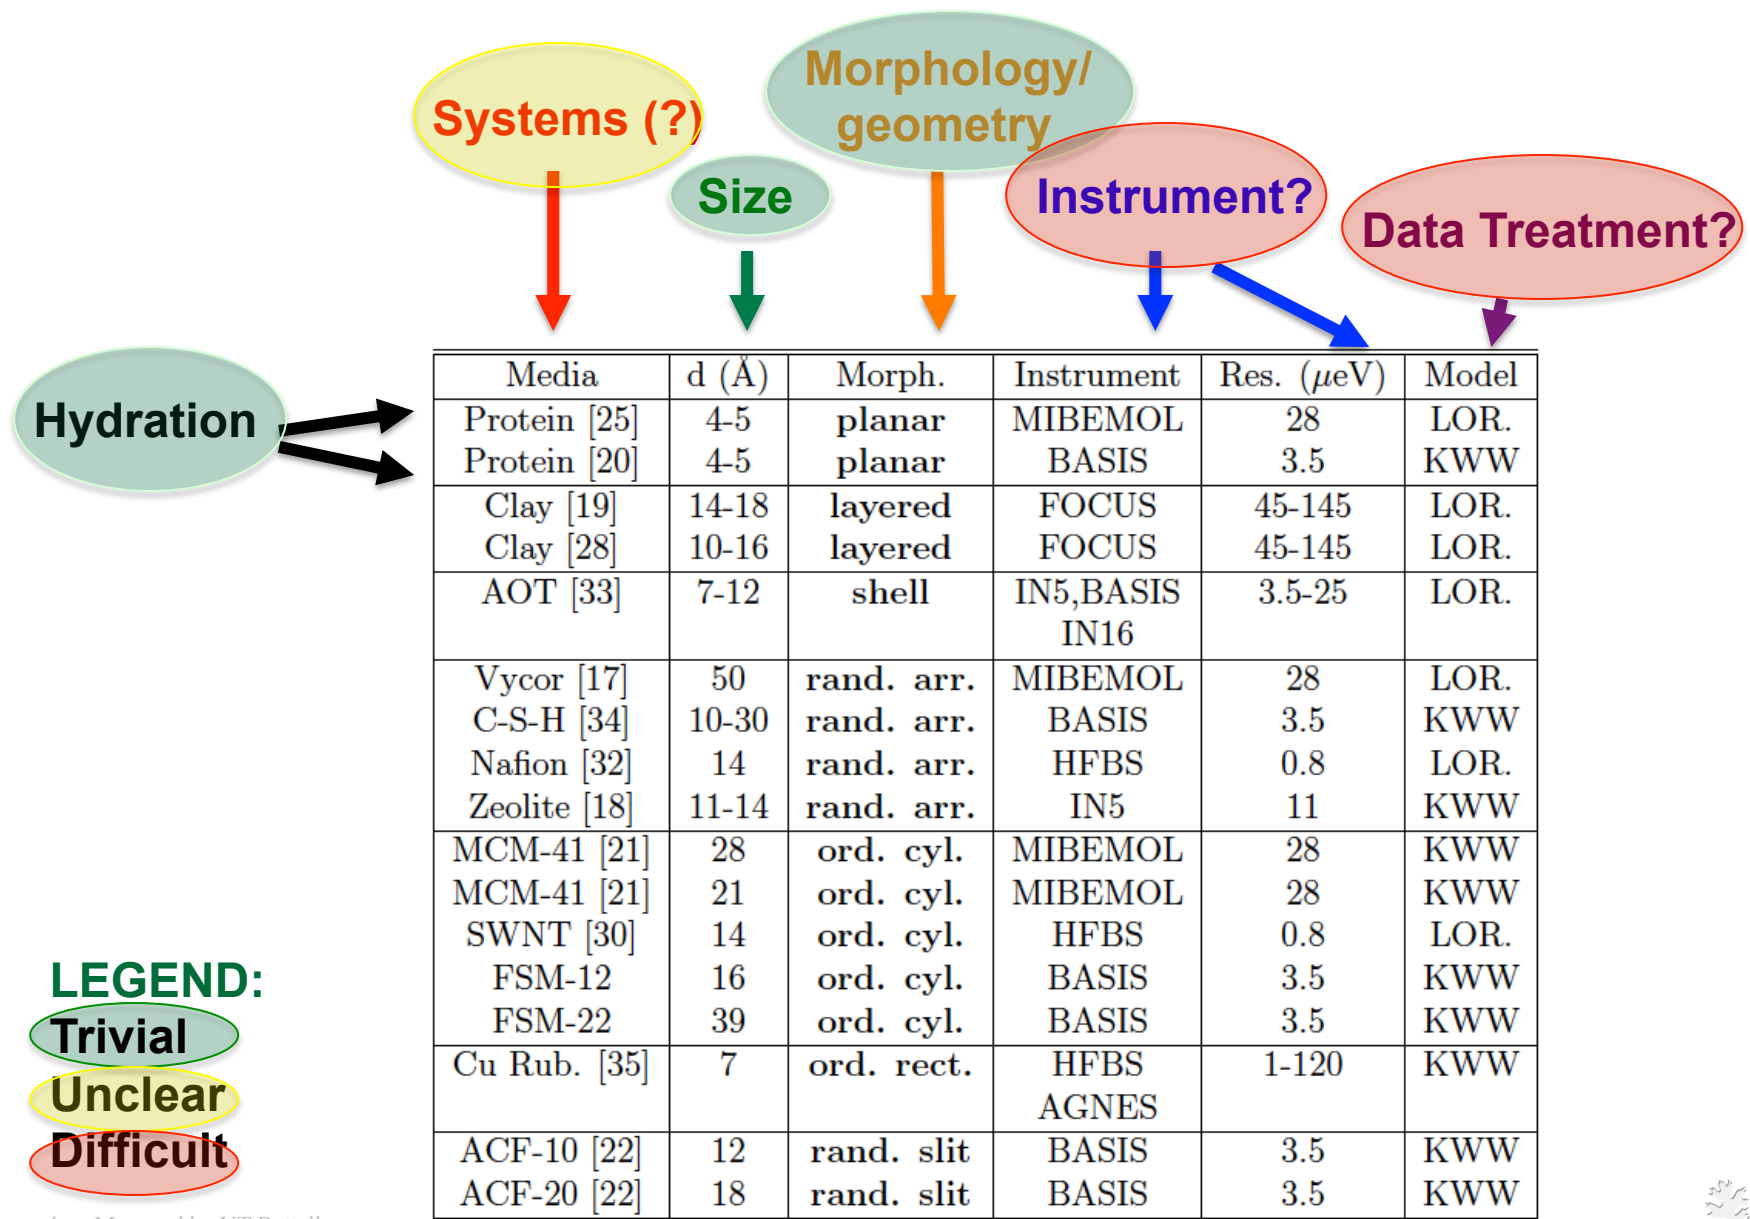 Morphology/
geometry
Systems (?)
Size
Instrument?
Data Treatment?
Hydration
Media d (Å) Morph. Instrument Res. (μeV) Model
Protein [25] 4-5 planar MIBEMOL 28 LOR.
Protein [20] 4-5 planar BASIS 3.5 KWW
Clay [19] 14-18 layered FOCUS 45-145 LOR.
Clay [28] 10-16 layered FOCUS 45-145 LOR.
AOT [33] 7-12 shell IN5,BASIS 3.5-25 LOR.
IN16
Vycor [17] 50 rand. arr. MIBEMOL 28 LOR.
C-S-H [34] 10-30 rand. arr. BASIS 3.5 KWW
Nafion [32] 14 rand. arr. HFBS 0.8 LOR.
Zeolite [18] 11-14 rand. arr. IN5 11 KWW
MCM-41 [21] 28 ord. cyl. MIBEMOL 28 KWW
MCM-41 [21] 21 ord. cyl. MIBEMOL 28 KWW
SWNT [30] 14 ord. cyl. HFBS 0.8 LOR.
FSM-12 16 ord. cyl. BASIS 3.5 KWW
FSM-22 39 ord. cyl. BASIS 3.5 KWW
Cu Rub. [35] 7 ord. rect. HFBS 1-120 KWW
AGNES
ACF-10 [22] 12 rand. slit BASIS 3.5 KWW
ACF-20 [22] 18 rand. slit BASIS 3.5 KWW
LEGEND:
Trivial
Unclear
Difficult